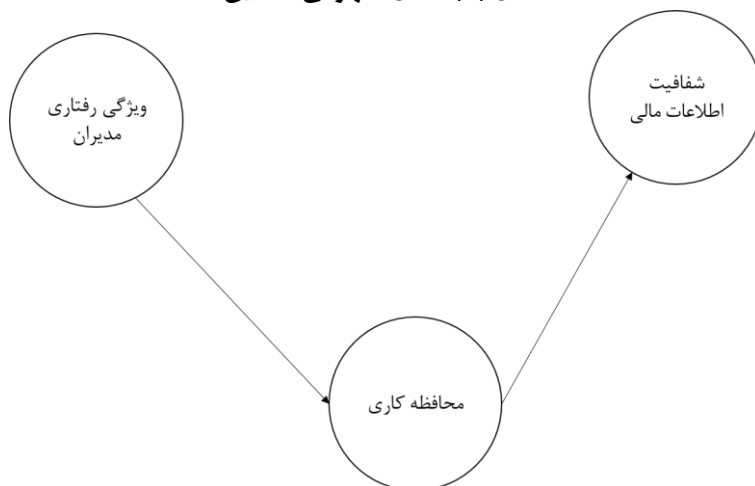 شفافیت
اطلاعات مالی
ویژگی رفتاری
مدیران
محافظه کاری